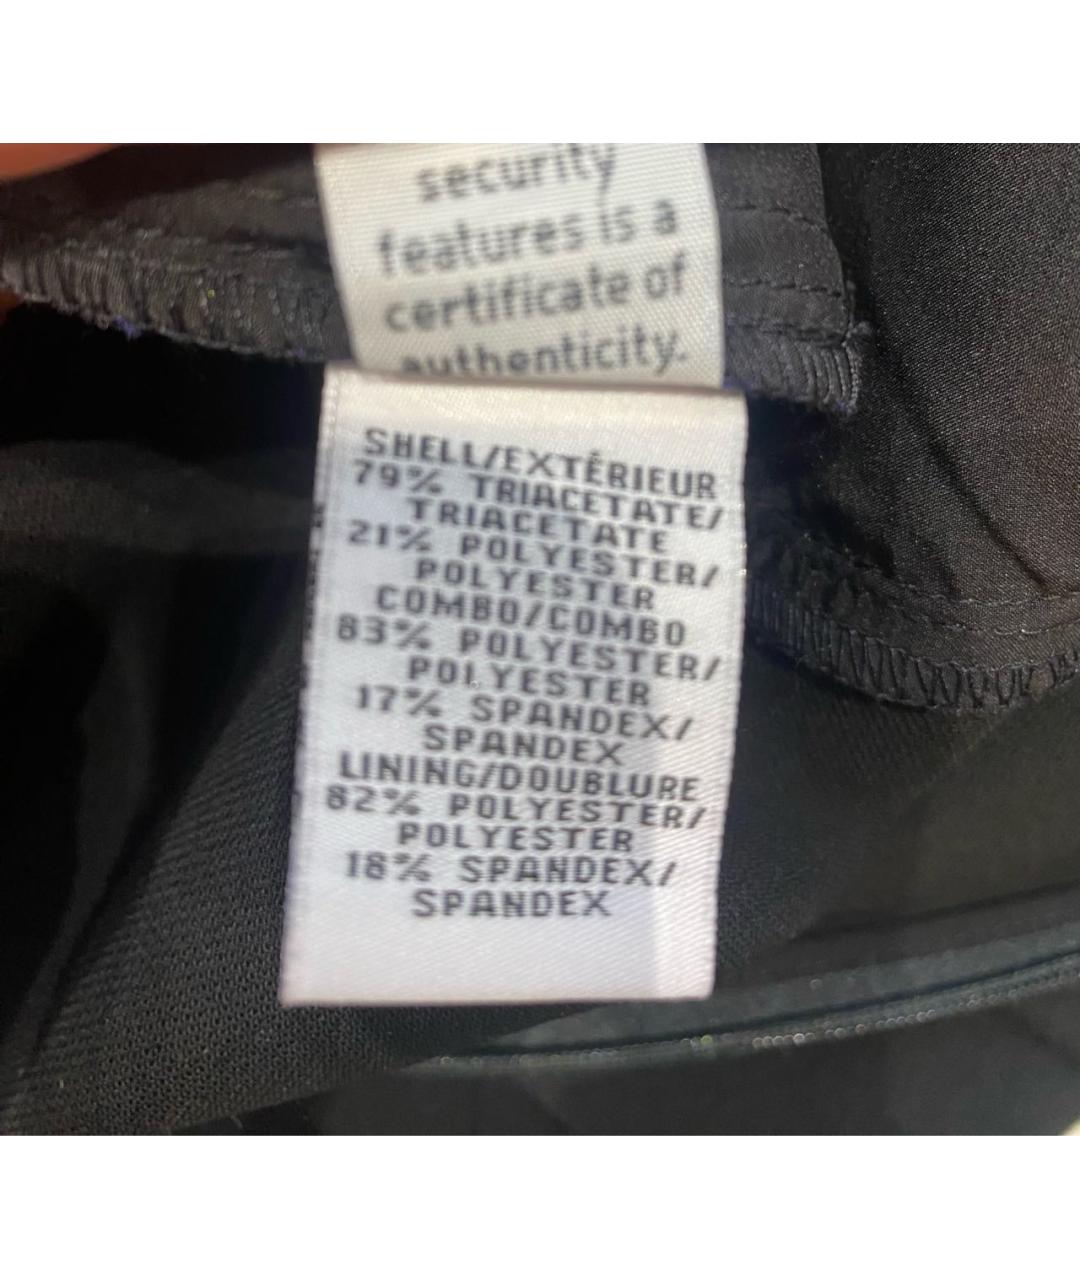 security
features is a
certificate of
authenticity.
SHELL/EXTÉRIEUR
79% TRIACETATE/
TRIACETATE
21% POLYESTER/
POLYESTER
COMBO/COMBO
83% POLYESTER/
POLYESTER
17% SPANDEX/
SPANDEX
LINING/DOUBLURE
82% POLYESTER/
POLYESTER
18% SPANDEX/
SPANDEX